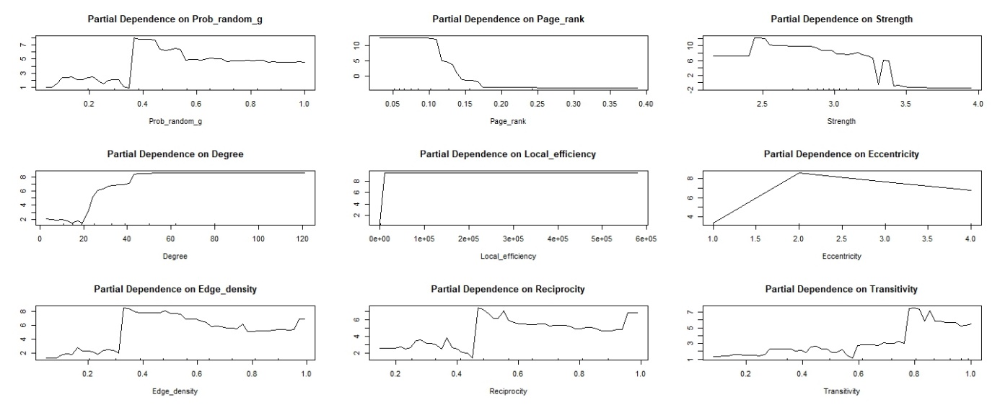 Partial Dependence on Prob_random_g
Partial Dependence on Page_rank
Partial Dependence on Strength
1 3 5 7
0.2 0.4 0.6 0.8 1.0
Prob_random_g
0 5 10
0.05 0.10 0.15 0.20 0.25 0.30 0.35 0.40
Page_rank
-2 2 6 10
2.5 3.0 3.5 4.0
Strength
Partial Dependence on Degree
Partial Dependence on Local_efficiency
Partial Dependence on Eccentricity
2 4 6 8
0 20 40 60 80 100 120
Degree
2 4 6 8
0e+00 1e+05 2e+05 3e+05 4e+05 5e+05 6e+05
Local_efficiency
4 6 8
1.0 1.5 2.0 2.5 3.0 3.5 4.0
Eccentricity
Partial Dependence on Edge_density
Partial Dependence on Reciprocity
Partial Dependence on Transitivity
2 4 6 8
0.2 0.4 0.6 0.8 1.0
Edge_density
2 4 6
0.2 0.4 0.6 0.8 1.0
Reciprocity
1 3 5 7
0.2 0.4 0.6 0.8 1.0
Transitivity